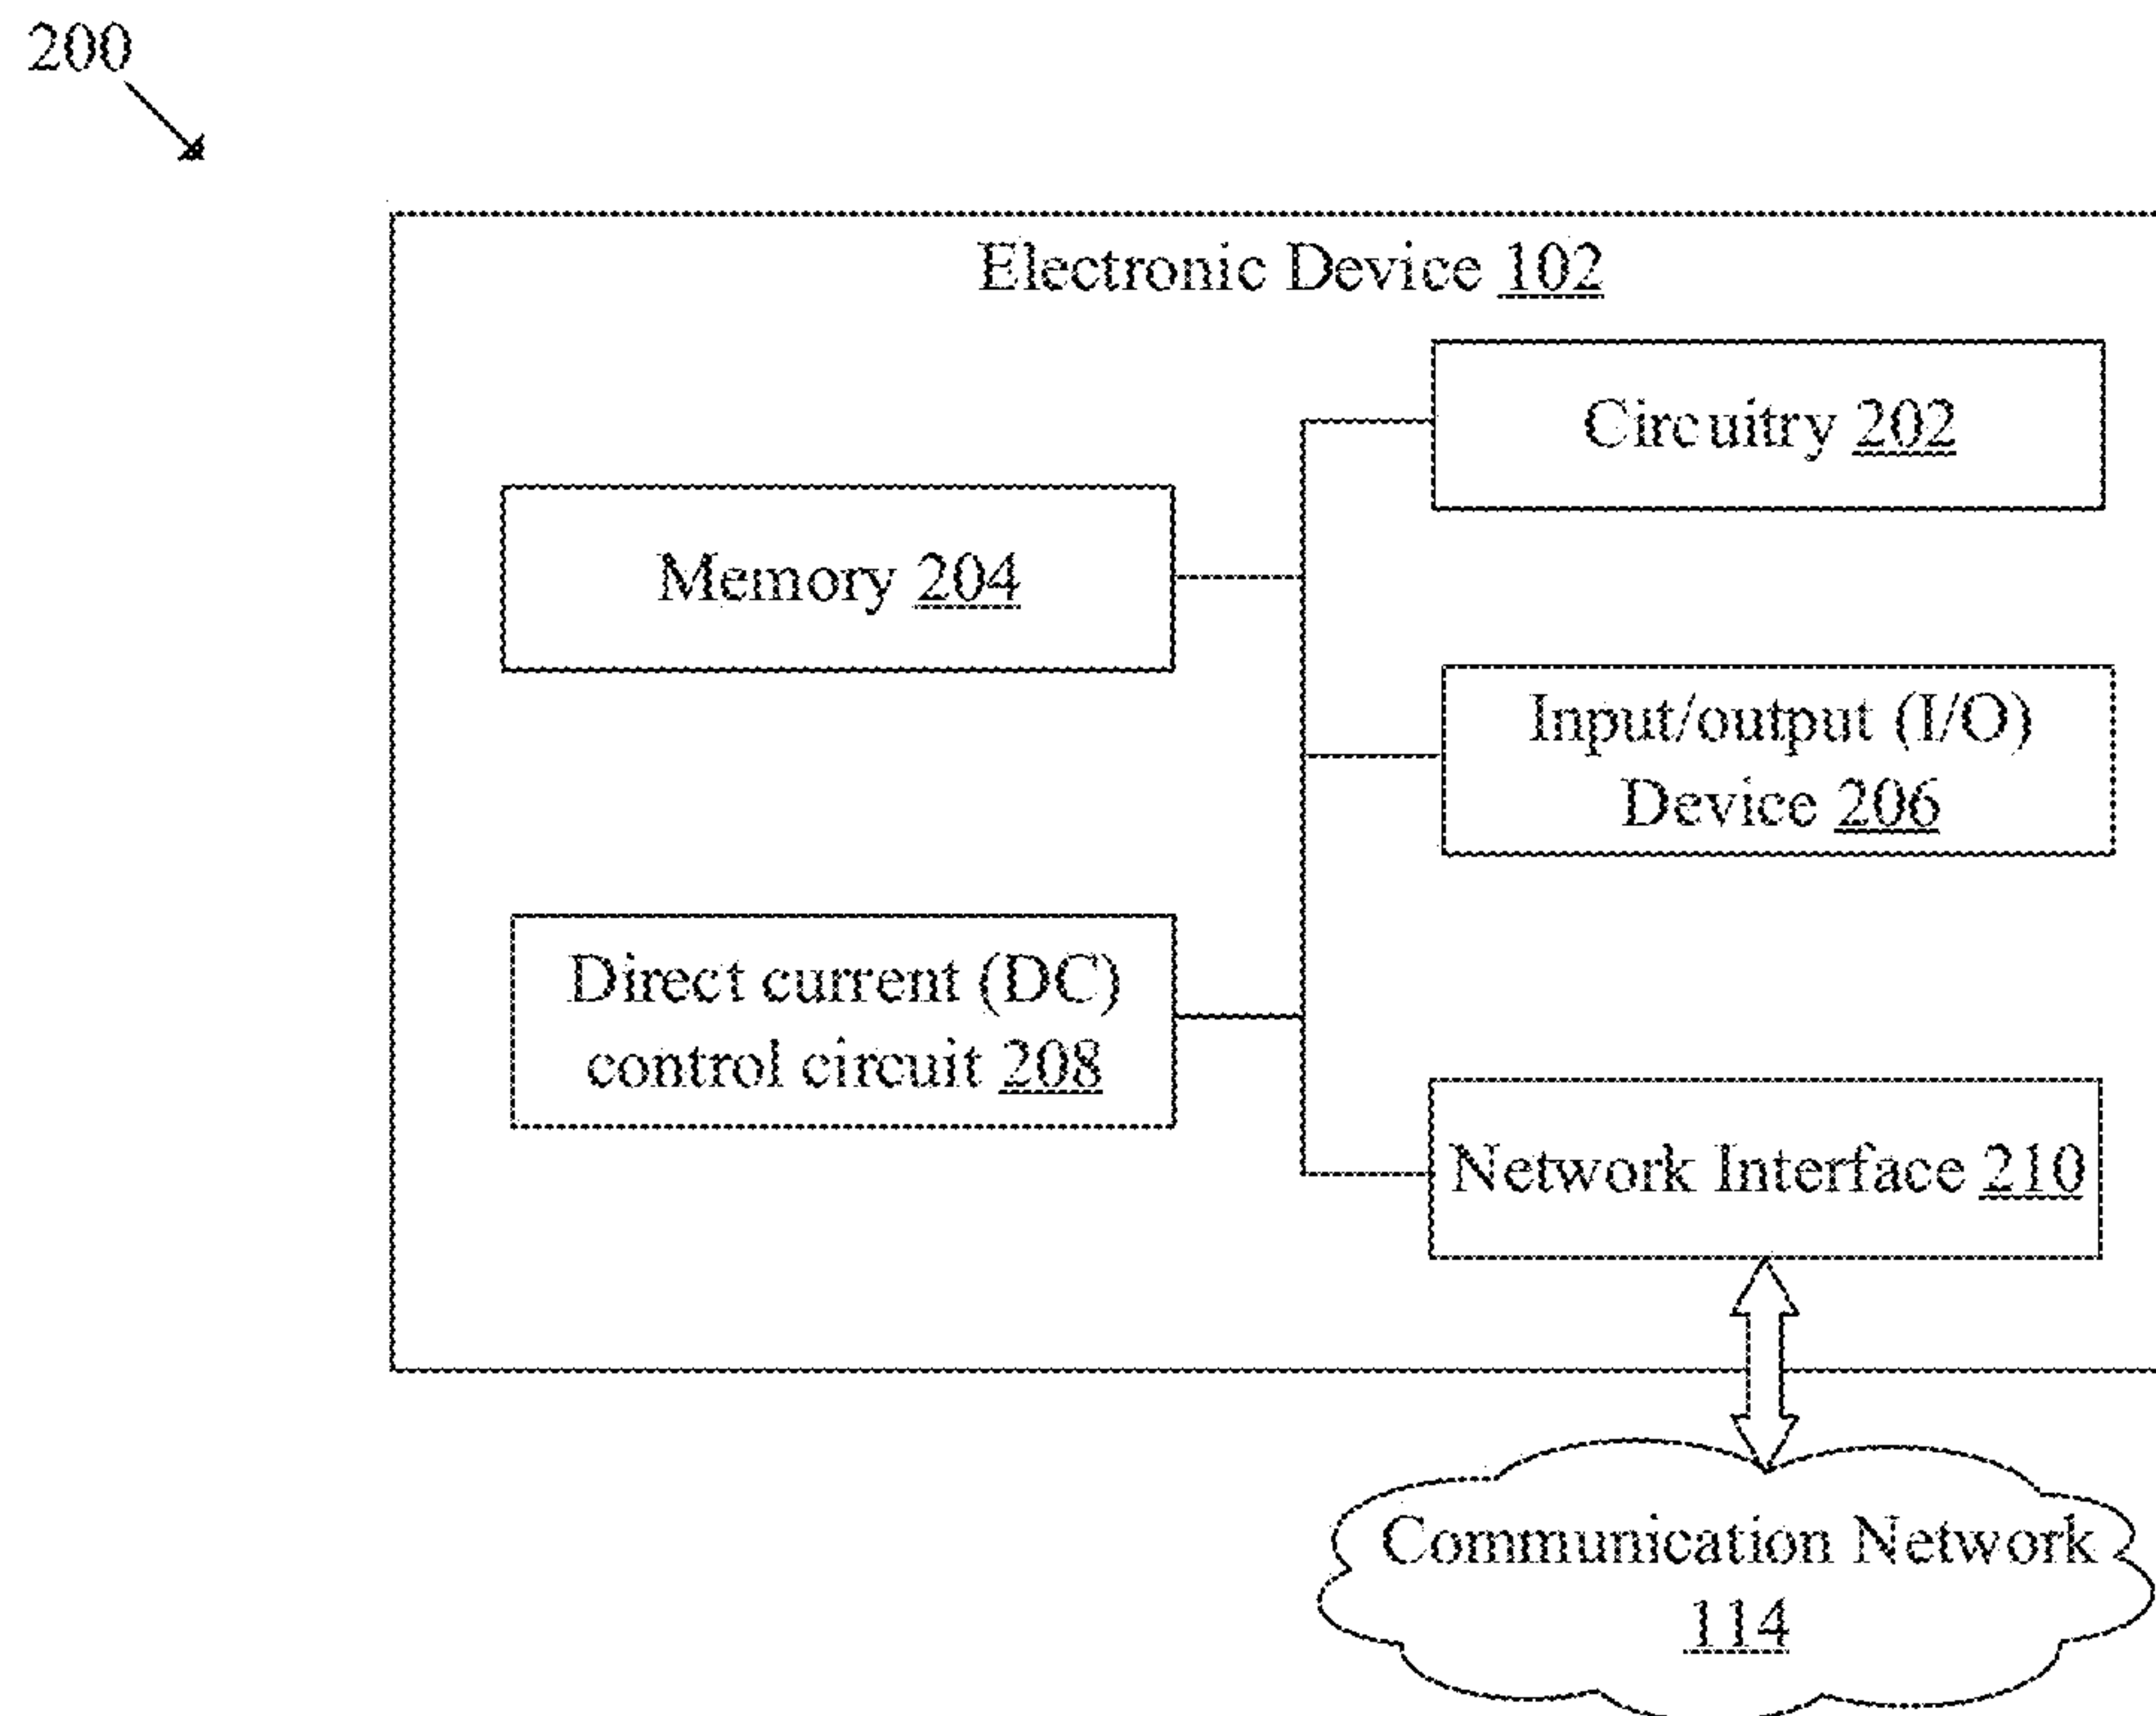 200
Electronic Device 102
Circuitry 202
Memory 204
Input/output (I/O)
Device 206
Direct current (DC)
control circuit 208
Network Interface 210
Communication Network
114